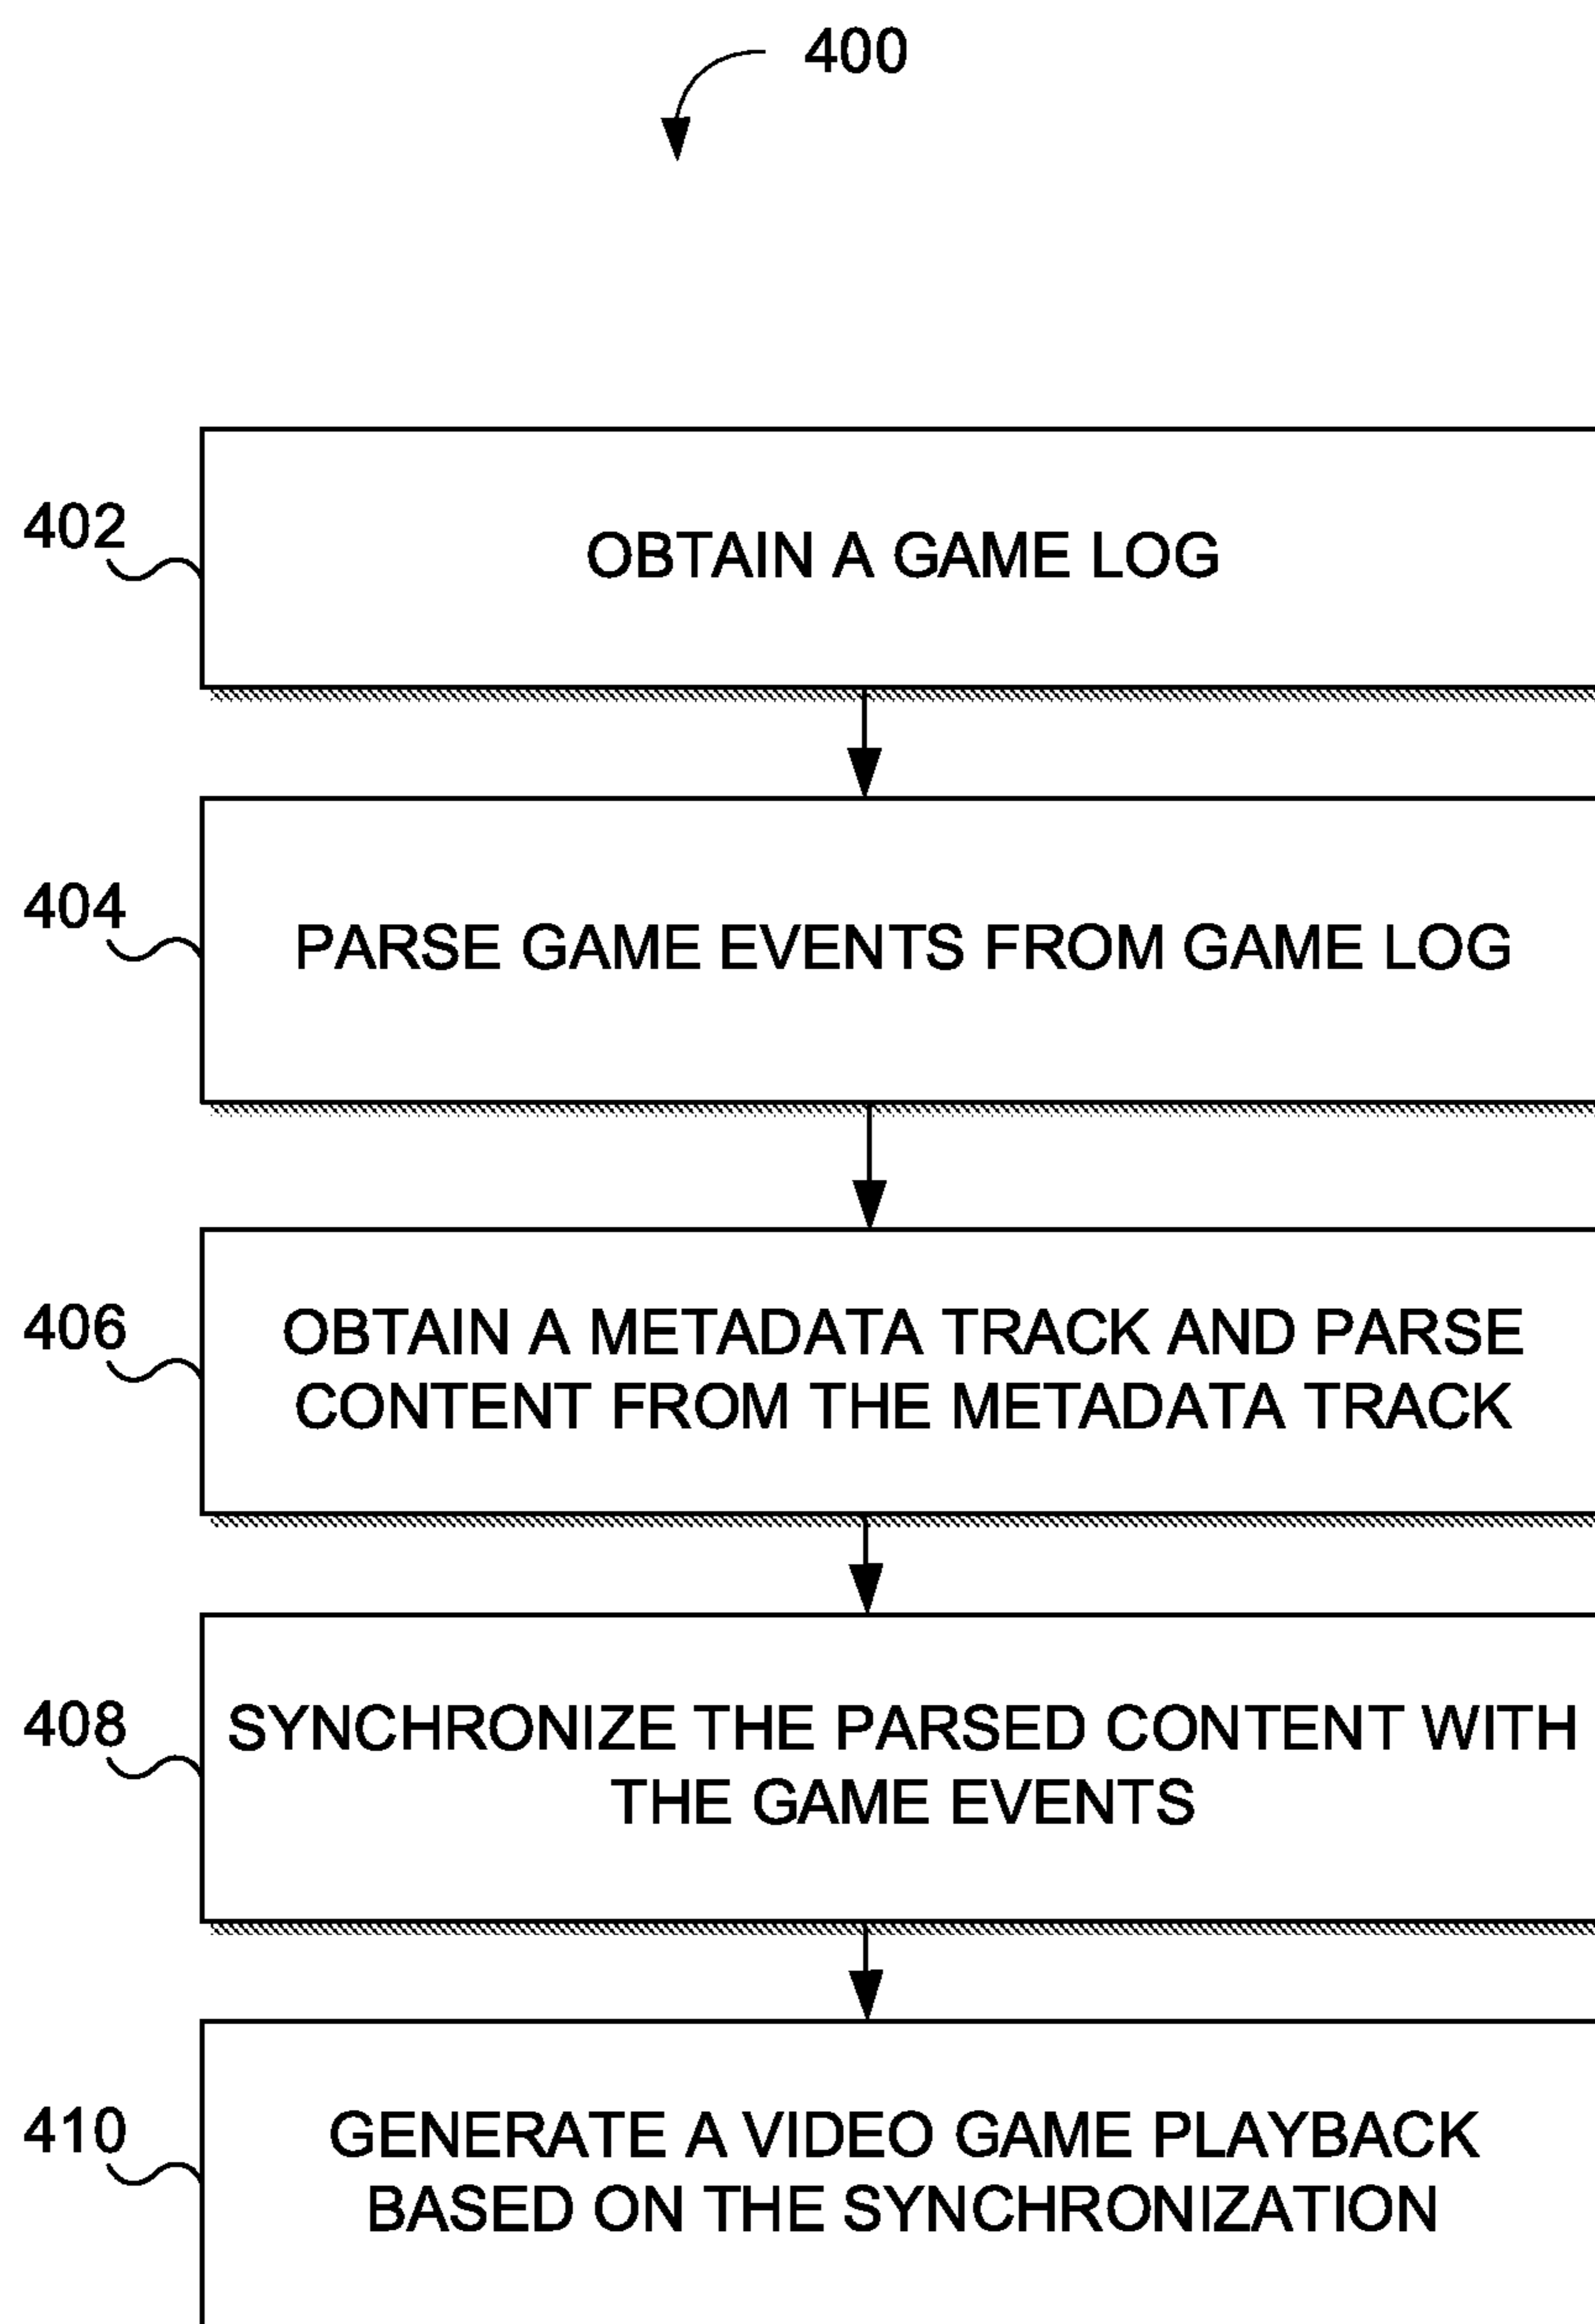 400
402
OBTAIN A GAME LOG
404
PARSE GAME EVENTS FROM GAME LOG
406
OBTAIN A METADATA TRACK AND PARSE
CONTENT FROM THE METADATA TRACK
408
SYNCHRONIZE THE PARSED CONTENT WITH
THE GAME EVENTS
410
GENERATE A VIDEO GAME PLAYBACK
BASED ON THE SYNCHRONIZATION